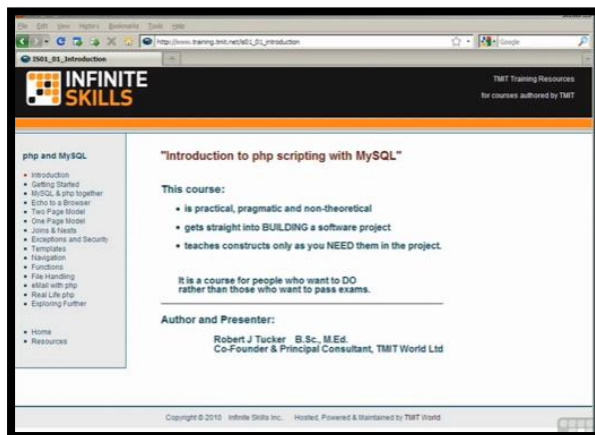 File Edit View History Bookmarks Tools Help
http://www.training.tmit.net/is01_01_introduction
Google
IS01_01_Introduction
INFINITE
SKILLS
TMIT Training Resources
for courses authored by TMIT
php and MySQL
Introduction
Getting Started
MySQL & php together
Echo to a Browser
Two Page Model
One Page Model
Joins & Nests
Exceptions and Security
Templates
Navigation
Functions
File Handling
eMail with php
Real Life php
Exploring Further
Home
Resources
"Introduction to php scripting with MySQL"
This course:
is practical, pragmatic and non-theoretical
gets straight into BUILDING a software project
teaches constructs only as you NEED them in the project.
It is a course for people who want to DO
rather than those who want to pass exams.
Author and Presenter:
Robert J Tucker B.Sc., M.Ed.
Co-Founder & Principal Consultant, TMIT World Ltd
Copyright © 2010 Infinite Skills Inc. Hosted, Powered & Maintained by TMIT World